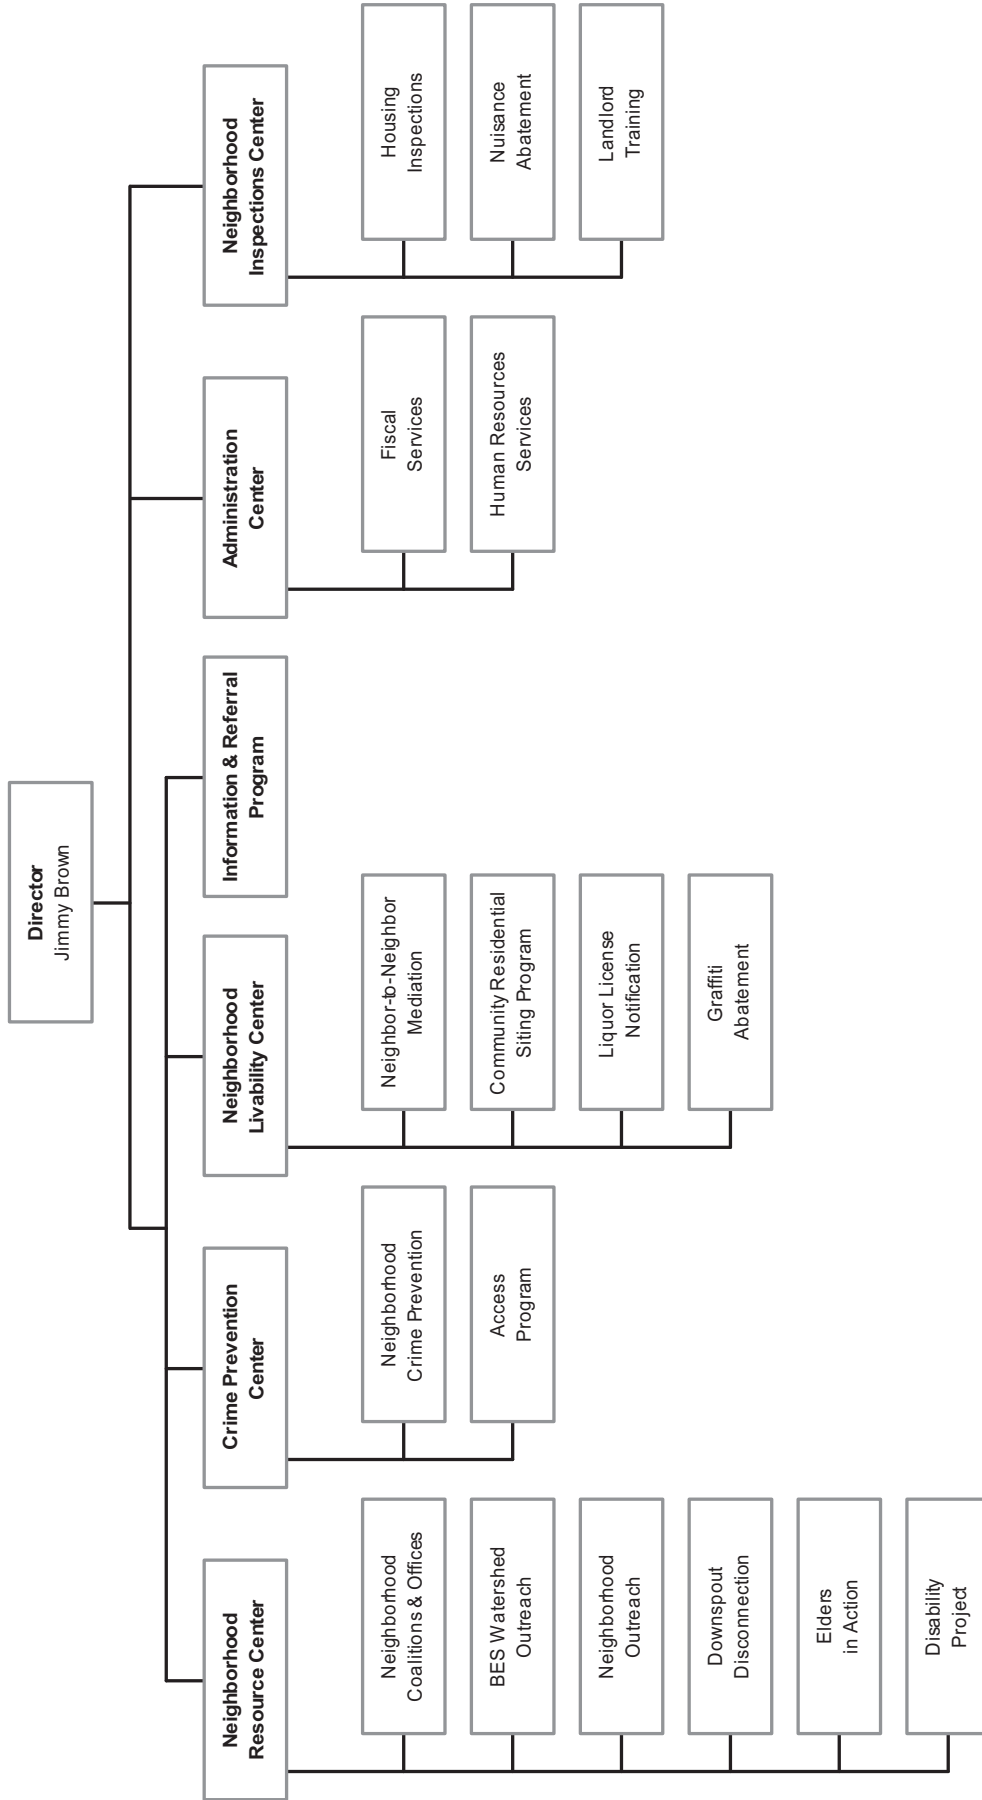 Director
Jimmy Brown
Neighborhood
Resource Center
Neighborhood
Coalitions & Offices
BES Watershed
Outreach
Neighborhood
Outreach
Downspout
Disconnection
Elders
in Action
Disability
Project
Crime Prevention
Center
Neighborhood
Crime Prevention
Access
Program
Neighborhood
Livability Center
Neighbor-to-Neighbor
Mediation
Community Residential
Siting Program
Liquor License
Notification
Graffiti
Abatement
Information & Referral
Program
Administration
Center
Fiscal
Services
Human Resources
Services
Neighborhood
Inspections Center
Housing
Inspections
Nuisance
Abatement
Landlord
Training